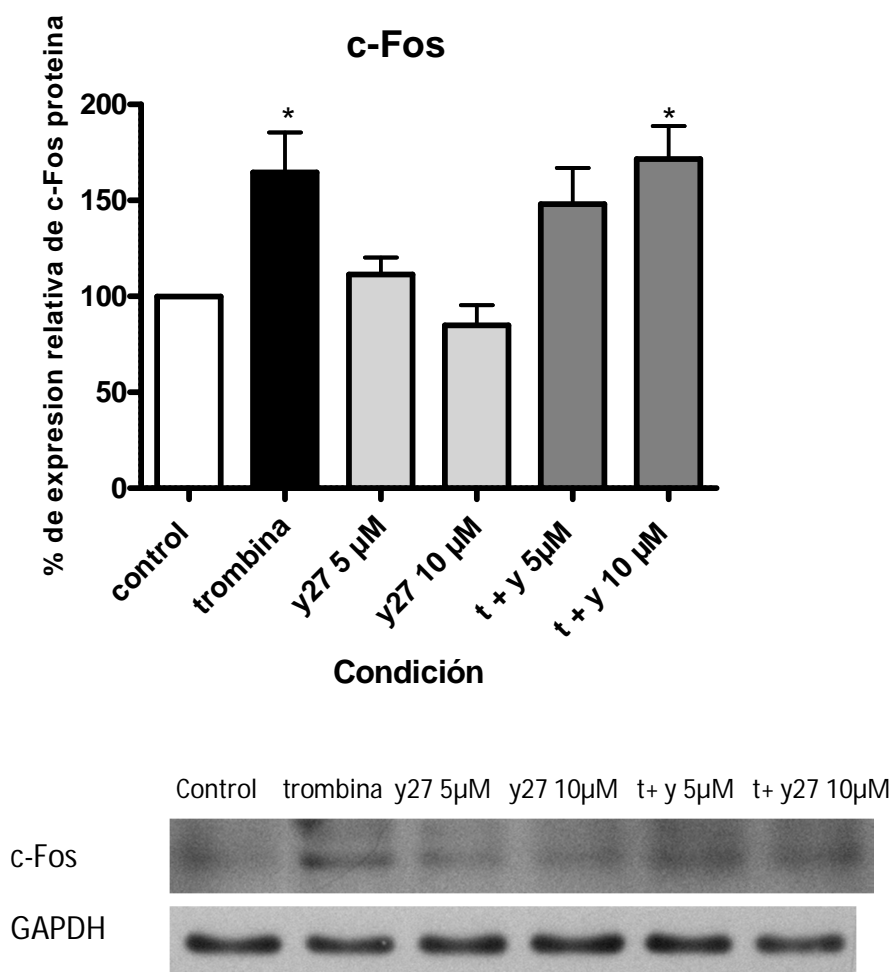 c-Fos
% de expresion relativa de c-Fos proteina
200
150
100
50
0
*
*
control
trombina
y27 5 µM
y27 10 µM
t + y 5µM
t + y 10 µM
Condición
Control trombina y27 5µM y27 10µM t+ y 5µM t+ y27 10µM
c-Fos
GAPDH